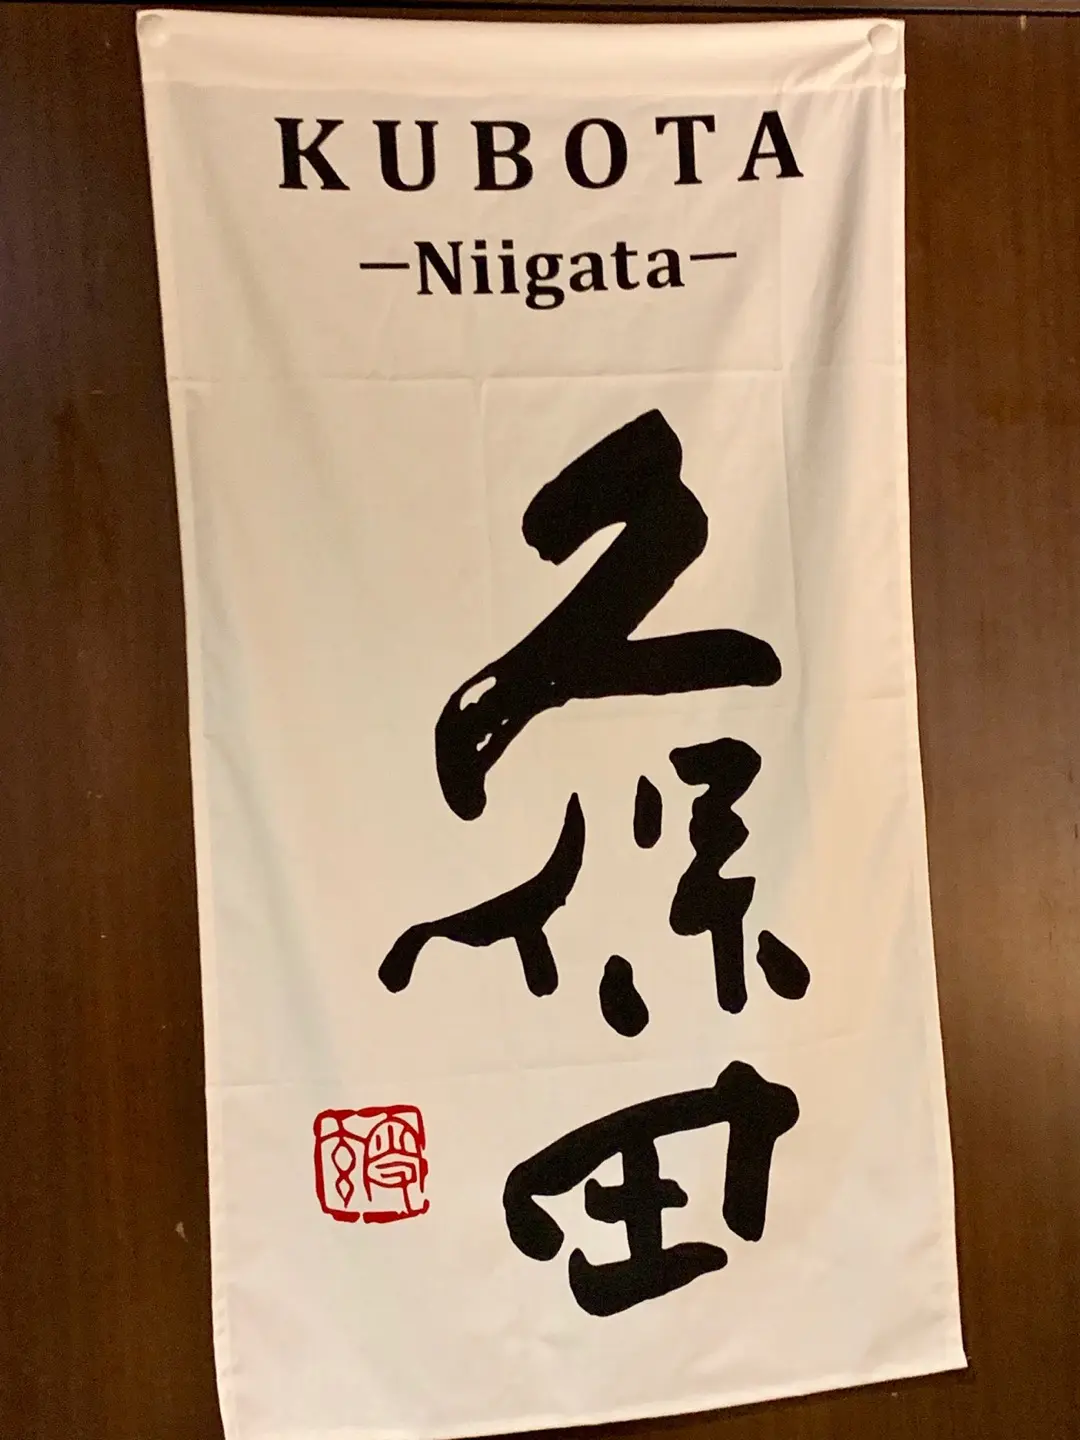 KUBOTA
—Niigata—
久保田